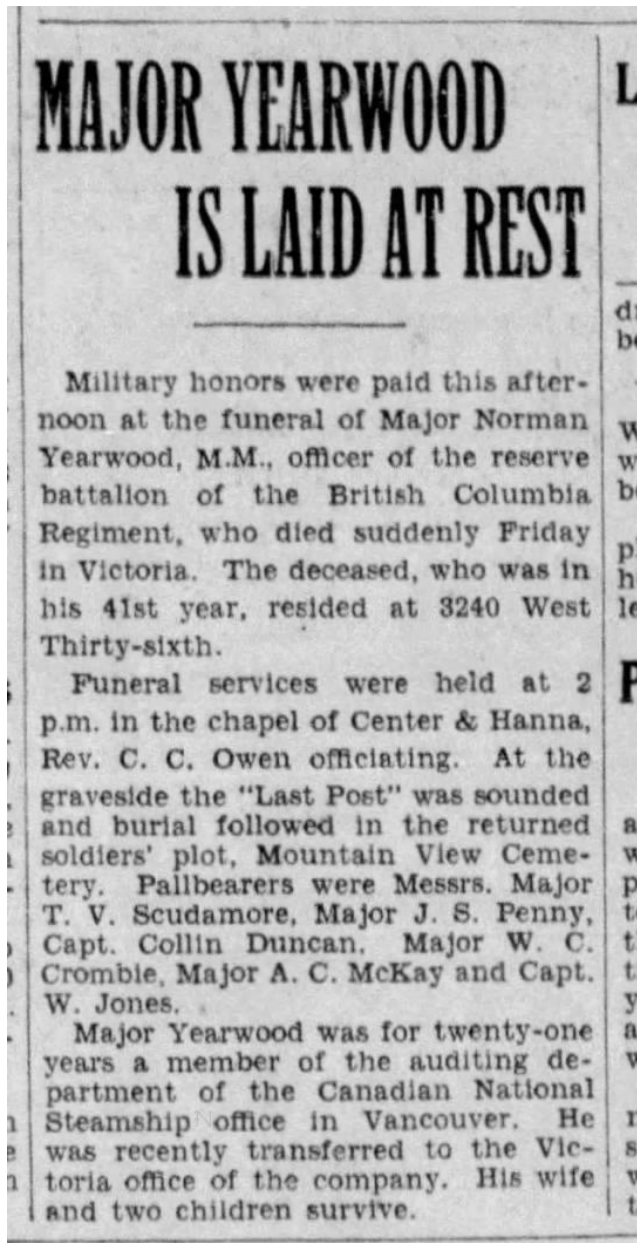 MAJOR YEARWOOD
IS LAID AT REST
Military honors were paid this after-
noon at the funeral of Major Norman
Yearwood, M.M., officer of the reserve
battalion of the British Columbia
Regiment, who died suddenly Friday
in Victoria. The deceased, who was in
his 41st year, resided at 3240 West
Thirty-sixth.
Funeral services were held at 2
p.m. in the chapel of Center & Hanna,
Rev. C. C. Owen officiating. At the
graveside the "Last Post" was sounded
and burial followed in the returned
soldiers' plot, Mountain View Ceme-
tery. Pallbearers were Messrs. Major
T. V. Scudamore, Major J. S. Penny,
Capt. Collin Duncan, Major W. C.
Crombie, Major A. C. McKay and Capt.
W. Jones.
Major Yearwood was for twenty-one
years a member of the auditing de-
partment of the Canadian National
Steamship office in Vancouver. He
was recently transferred to the Vic-
toria office of the company. His wife
and two children survive.